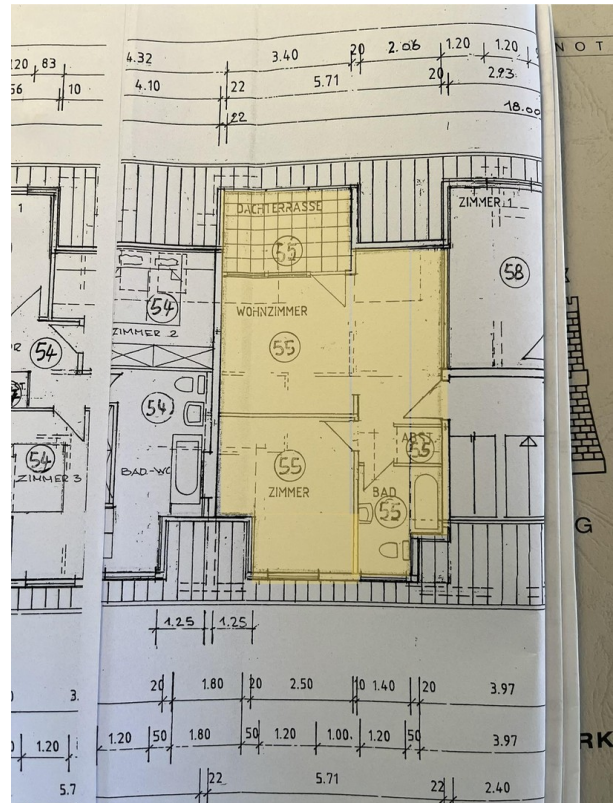 NOT
4.32 3.40 20 2.06 1.20 1.20
.20 83
4.10 22 5.71 20 2.93
56 10
22 18.00
DACHTERRASSE
55
ZIMMER 1
1
58
54
ZIMMER 2
WOHNZIMMER
55
54
54
ABST.
55
55
ZIMMER
BAD
55
BAD-WC
54
ZIMMER 3
G
1.25 1.25
3. 20 1.80 20 2.50 10 1.40 20 3.97
1.20 1.20 50 1.80 50 1.20 1.00 1.20 50 3.97
RK
5.7 22 5.71 22 2.40